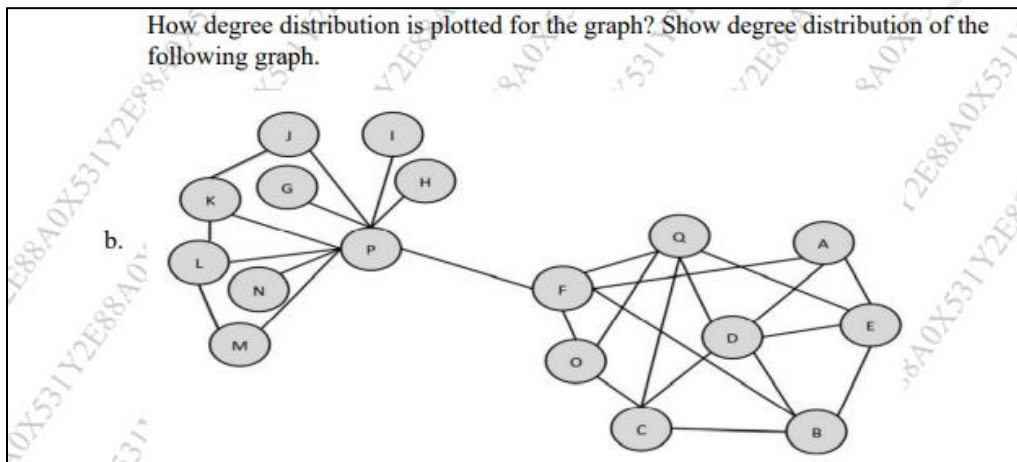 How degree distribution is plotted for the graph? Show degree distribution of the
following graph.
b.
J
I
G
H
K
P
L
N
M
Q
A
F
E
D
O
C
B